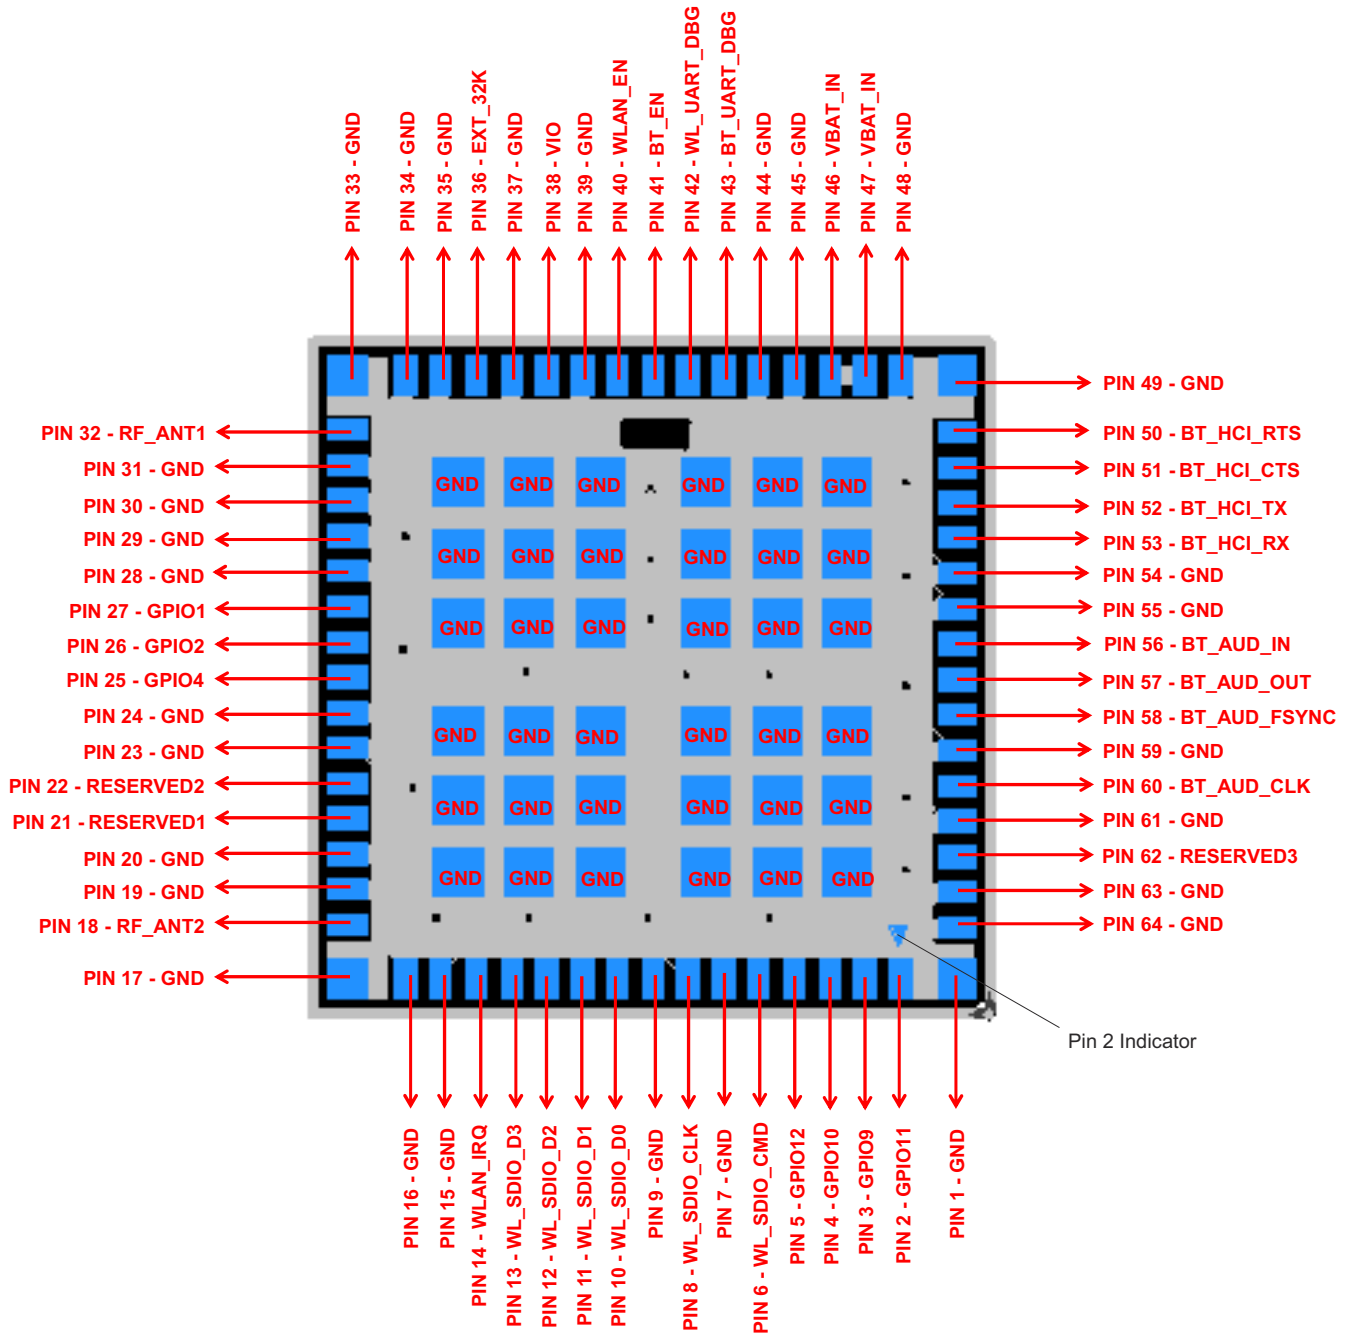 PIN 33 - GND
PIN 34 - GND
PIN 35 - GND
PIN 36 - EXT_32K
PIN 37 - GND
PIN 38 - VIO
PIN 39 - GND
PIN 40 - WLAN_EN
PIN 41 - BT_EN
PIN 42 - WL_UART_DBG
PIN 43 - BT_UART_DBG
PIN 44 - GND
PIN 45 - GND
PIN 46 - VBAT_IN
PIN 47 - VBAT_IN
PIN 48 - GND
PIN 32 - RF_ANT1
PIN 31 - GND
PIN 30 - GND
PIN 29 - GND
PIN 28 - GND
PIN 27 - GPIO1
PIN 26 - GPIO2
PIN 25 - GPIO4
PIN 24 - GND
PIN 23 - GND
PIN 22 - RESERVED2
PIN 21 - RESERVED1
PIN 20 - GND
PIN 19 - GND
PIN 18 - RF_ANT2
PIN 17 - GND
GND GND GND GND GND GND
GND GND GND GND GND GND
GND GND GND GND GND GND
GND GND GND GND GND GND
GND GND GND GND GND GND
GND GND GND GND GND GND
PIN 49 - GND
PIN 50 - BT_HCI_RTS
PIN 51 - BT_HCI_CTS
PIN 52 - BT_HCI_TX
PIN 53 - BT_HCI_RX
PIN 54 - GND
PIN 55 - GND
PIN 56 - BT_AUD_IN
PIN 57 - BT_AUD_OUT
PIN 58 - BT_AUD_FSYNC
PIN 59 - GND
PIN 60 - BT_AUD_CLK
PIN 61 - GND
PIN 62 - RESERVED3
PIN 63 - GND
PIN 64 - GND
Pin 2 Indicator
PIN 16 - GND
PIN 15 - GND
PIN 14 - WLAN_IRQ
PIN 13 - WL_SDIO_D3
PIN 12 - WL_SDIO_D2
PIN 11 - WL_SDIO_D1
PIN 10 - WL_SDIO_D0
PIN 9 - GND
PIN 8 - WL_SDIO_CLK
PIN 7 - GND
PIN 6 - WL_SDIO_CMD
PIN 5 - GPIO12
PIN 4 - GPIO10
PIN 3 - GPIO9
PIN 2 - GPIO11
PIN 1 - GND